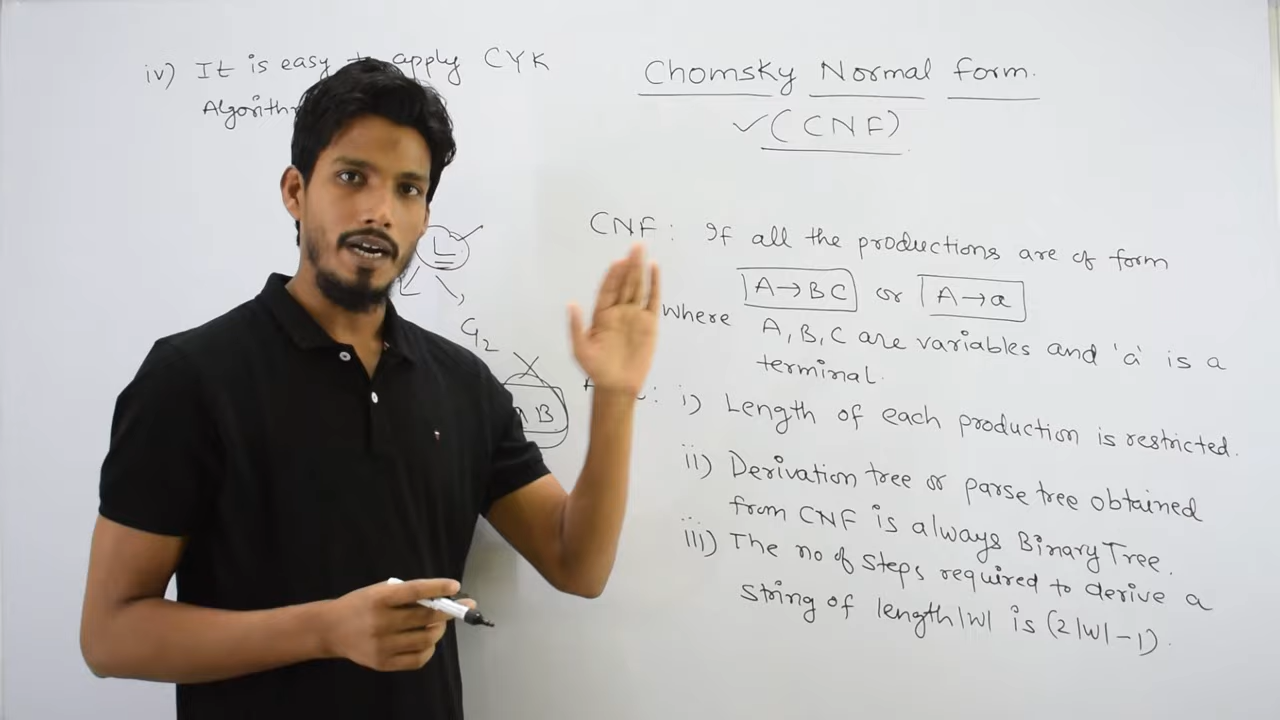 iv) It is easy to apply CYK
Algorithm
Chomsky Normal form.
✓(CNF)
CNF: If all the productions are of form
A→BC or A→a
where A, B, C are variables and 'a' is a
terminal.
i) Length of each production is restricted.
ii) Derivation tree or parse tree obtained
from CNF is always Binary Tree.
iii) The no of steps required to derive a
string of length |w| is (2|w|-1).
L
G2
B